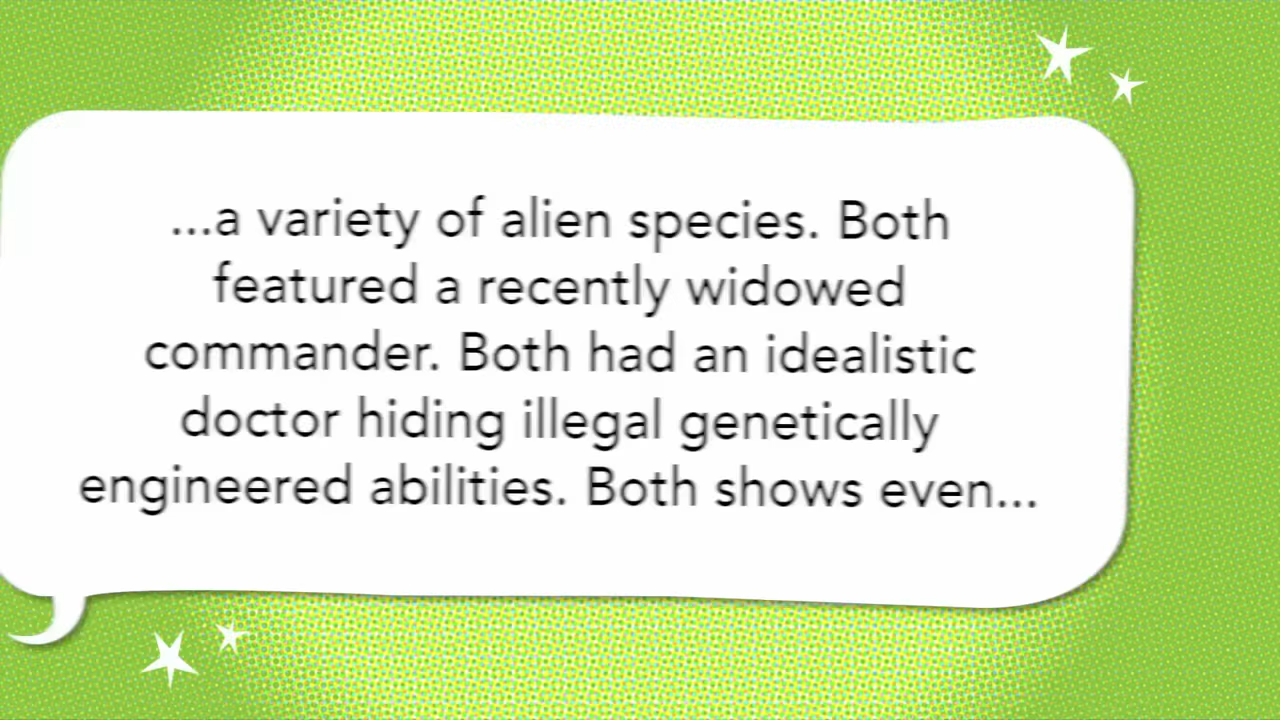 ...a variety of alien species. Both
featured a recently widowed
commander. Both had an idealistic
doctor hiding illegal genetically
engineered abilities. Both shows even...